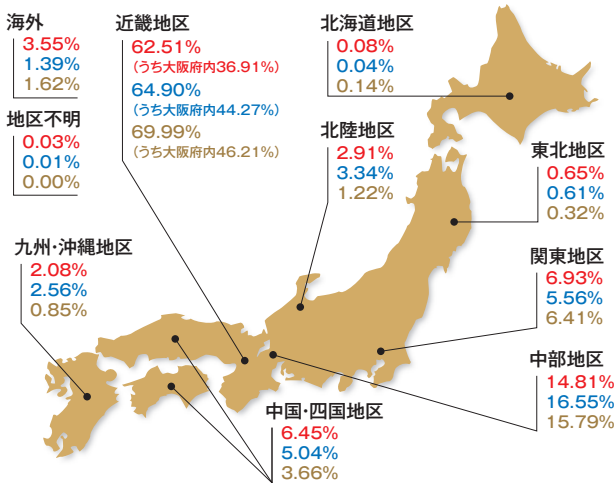 海外
3.55%
1.39%
1.62%
地区不明
0.03%
0.01%
0.00%
近畿地区
62.51%
(うち大阪府内36.91%)
64.90%
(うち大阪府内44.27%)
69.99%
(うち大阪府内46.21%)
北海道地区
0.08%
0.04%
0.14%
北陸地区
2.91%
3.34%
1.22%
東北地区
0.65%
0.61%
0.32%
九州・沖縄地区
2.08%
2.56%
0.85%
関東地区
6.93%
5.56%
6.41%
中部地区
14.81%
16.55%
15.79%
中国・四国地区
6.45%
5.04%
3.66%